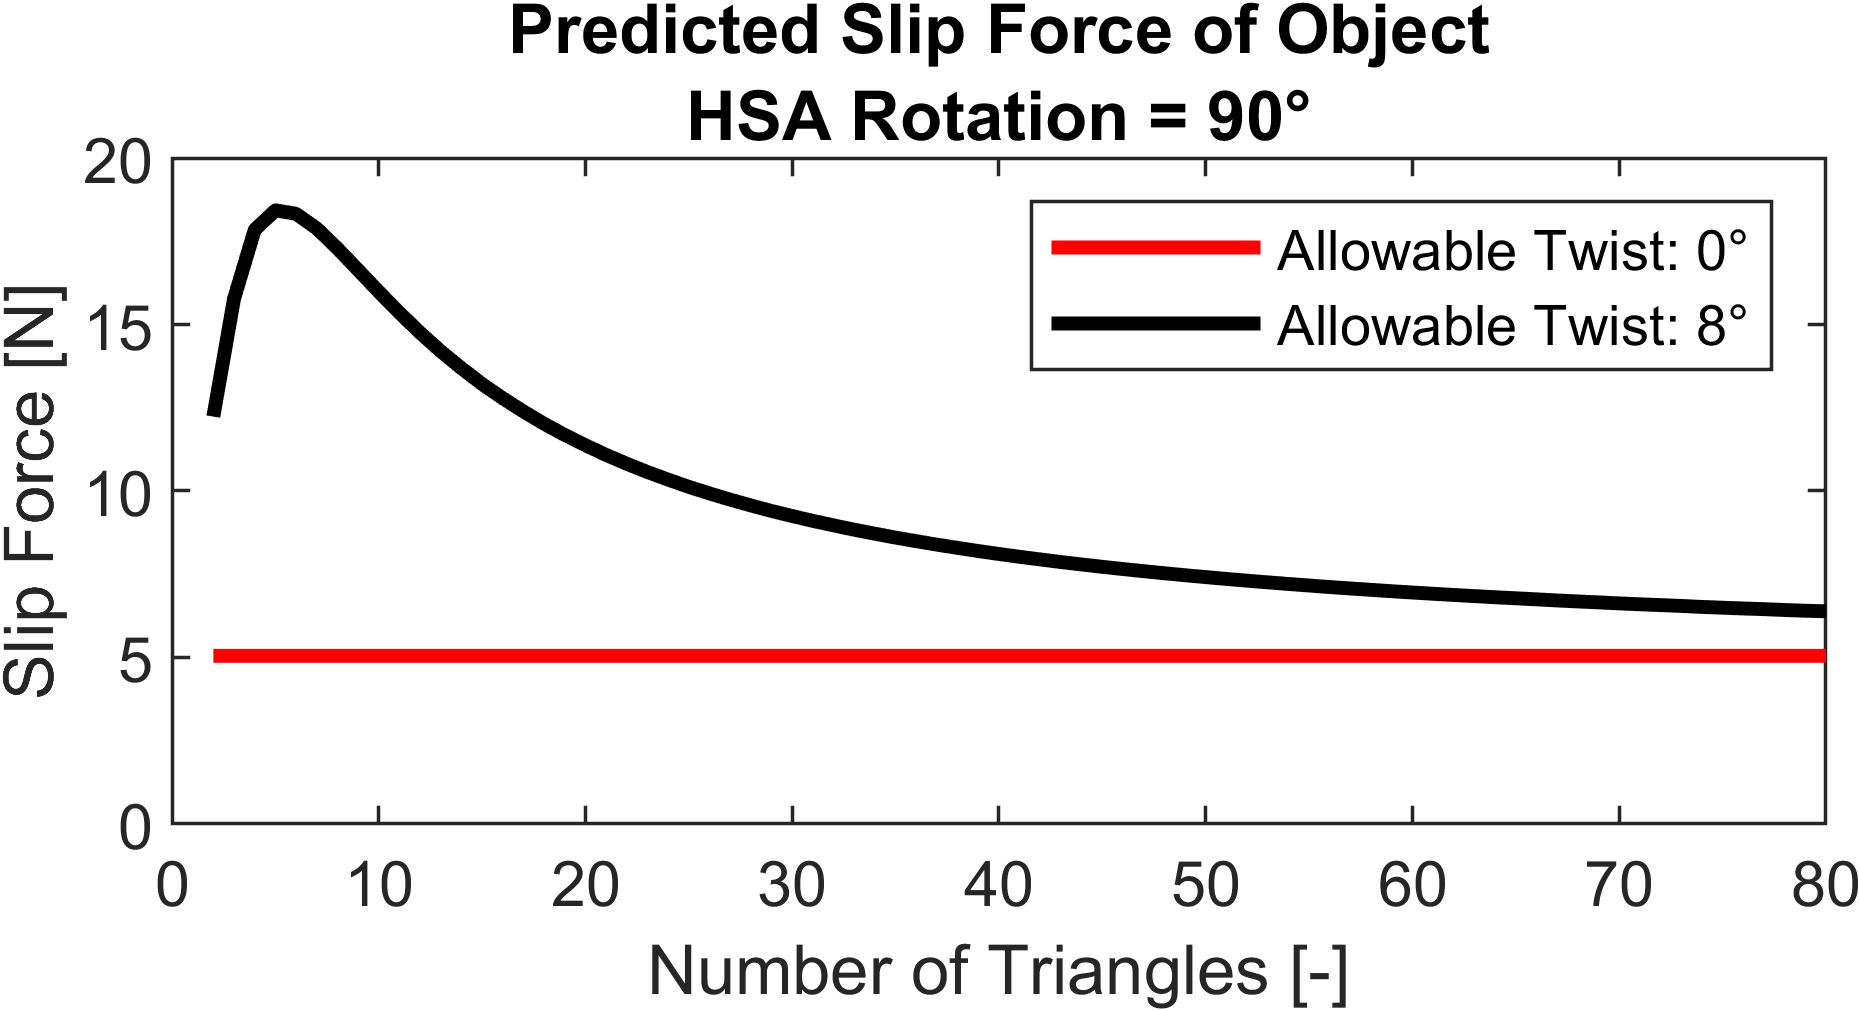 Predicted Slip Force of Object
HSA Rotation = 90°
Slip Force [N]
20
15
10
5
0
Allowable Twist: 0°
Allowable Twist: 8°
0 10 20 30 40 50 60 70 80
Number of Triangles [-]